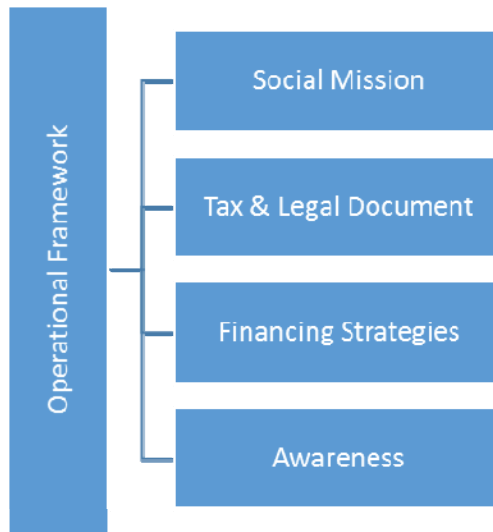 Operational Framework
Social Mission
Tax & Legal Document
Financing Strategies
Awareness